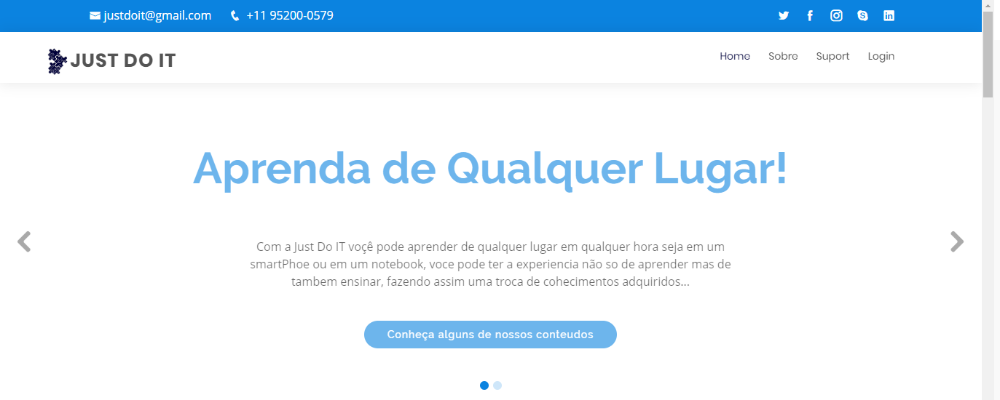 justdoit@gmail.com +11 95200-0579
JUST DO IT Home Sobre Suport Login
Aprenda de Qualquer Lugar!
Com a Just Do IT voçê pode aprender de qualquer lugar em qualquer hora seja em um
smartPhoe ou em um notebook, voce pode ter a experiencia não so de aprender mas de
tambem ensinar, fazendo assim uma troca de cohecimentos adquiridos...
Conheça alguns de nossos conteudos